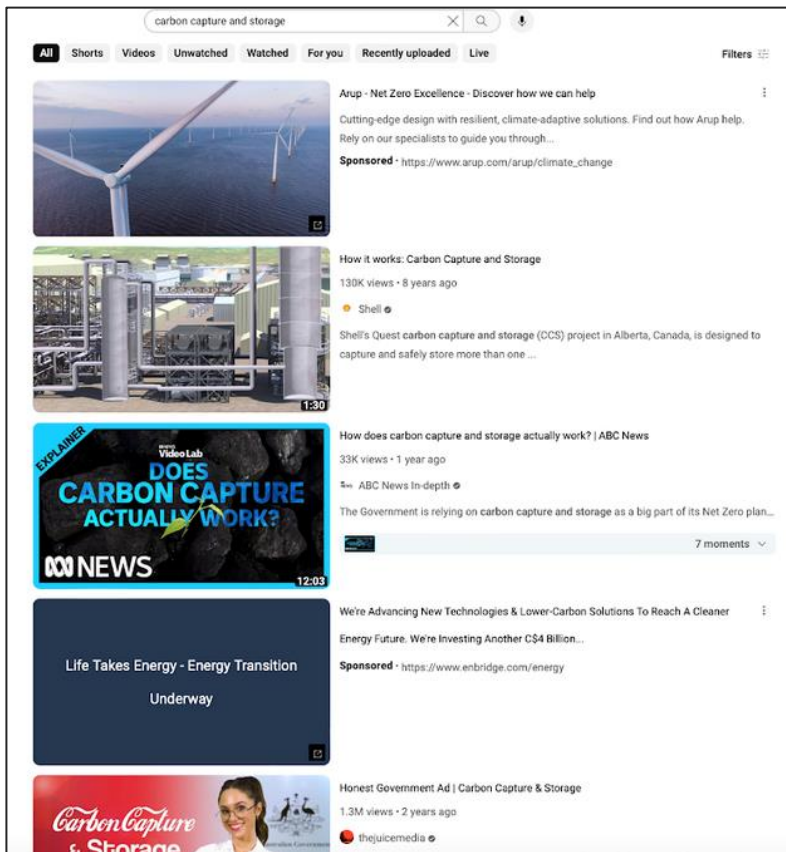 carbon capture and storage
All Shorts Videos Unwatched Watched For you Recently uploaded Live Filters
Arup - Net Zero Excellence - Discover how we can help
Cutting-edge design with resilient, climate-adaptive solutions. Find out how Arup help.
Rely on our specialists to guide you through...
Sponsored · https://www.arup.com/arup/climate_change
How it works: Carbon Capture and Storage
130K views • 8 years ago
Shell
Shell's Quest carbon capture and storage (CCS) project in Alberta, Canada, is designed to
capture and safely store more than one ...
1:30
EXPLAINER
Video Lab
DOES
CARBON CAPTURE
ACTUALLY WORK?
NEWS
12:03
How does carbon capture and storage actually work? | ABC News
33K views • 1 year ago
ABC News In-depth
The Government is relying on carbon capture and storage as a big part of its Net Zero plan...
7 moments
Life Takes Energy - Energy Transition
Underway
We're Advancing New Technologies & Lower-Carbon Solutions To Reach A Cleaner
Energy Future. We're Investing Another C$4 Billion...
Sponsored · https://www.enbridge.com/energy
Carbon Capture
& Storage
Australian Government
Honest Government Ad | Carbon Capture & Storage
1.3M views • 2 years ago
thejuicemedia